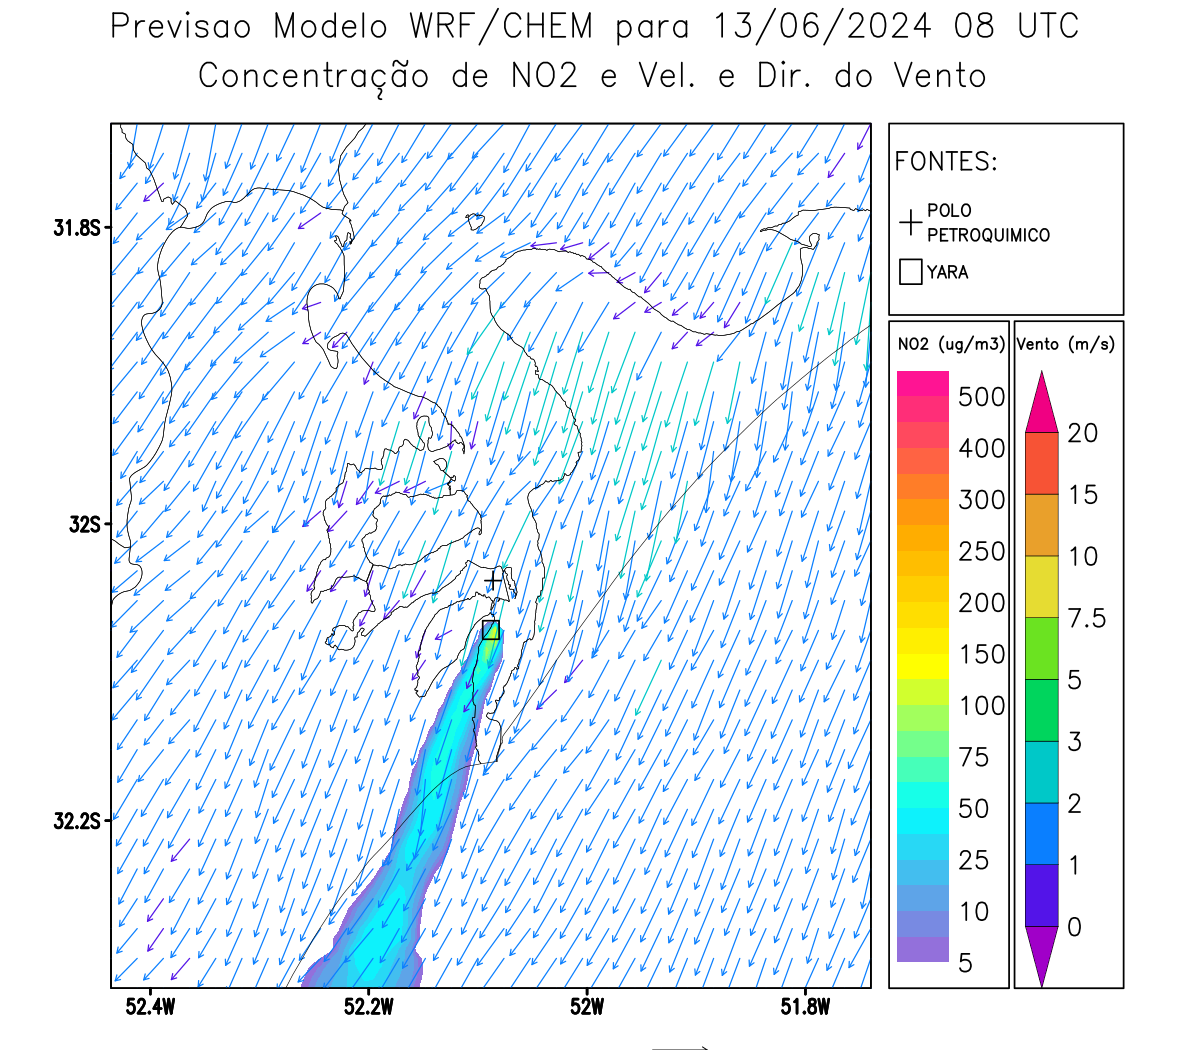 Previsao Modelo WRF/CHEM para 13/06/2024 08 UTC
Concentração de NO2 e Vel. e Dir. do Vento
FONTES:
POLO
PETROQUIMICO
YARA
NO2 (ug/m3)
500
400
300
250
200
150
100
75
50
25
10
5
Vento (m/s)
20
15
10
7.5
5
3
2
1
0
31.8S
32S
32.2S
52.4W
52.2W
52W
51.8W